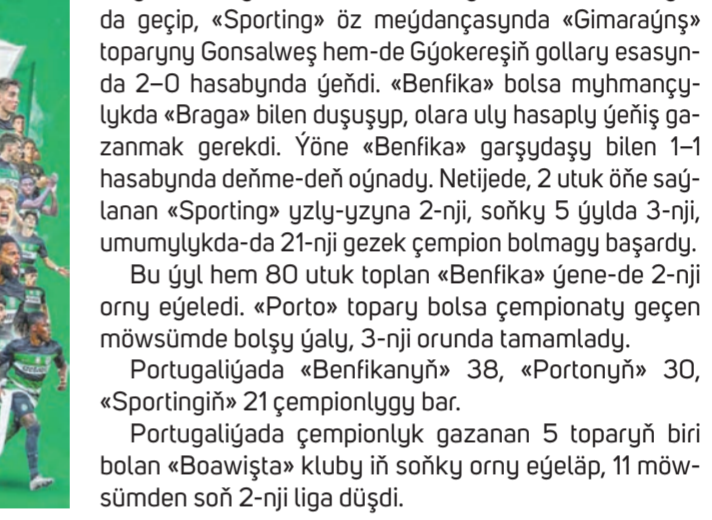 da geçip, «Sporting» öz meýdançasynda «Gimaraýnş»
toparyny Gonsalweş hem-de Gýokereşiň gollary esasyn-
da 2–0 hasabynda ýeňdi. «Benfika» bolsa myhmançy-
lykda «Braga» bilen duşuşyp, olara uly hasaply ýeňiş ga-
zanmak gerekdi. Ýöne «Benfika» garşydaşy bilen 1–1
hasabynda deňme-deň oýnady. Netijede, 2 utuk öňe saý-
lanan «Sporting» yzly-yzyna 2-nji, soňky 5 ýylda 3-nji,
umumylykda-da 21-nji gezek çempion bolmagy başardy.
Bu ýyl hem 80 utuk toplan «Benfika» ýene-de 2-nji
orny eýeledi. «Porto» topary bolsa çempionaty geçen
möwsümde bolşy ýaly, 3-nji orunda tamamlady.
Portugaliýada «Benfikanyň» 38, «Portonyň» 30,
«Sportingiň» 21 çempionlygy bar.
Portugaliýada çempionlyk gazanan 5 toparyň biri
bolan «Boawişta» kluby iň soňky orny eýeläp, 11 möw-
sümden soň 2-nji liga düşdi.